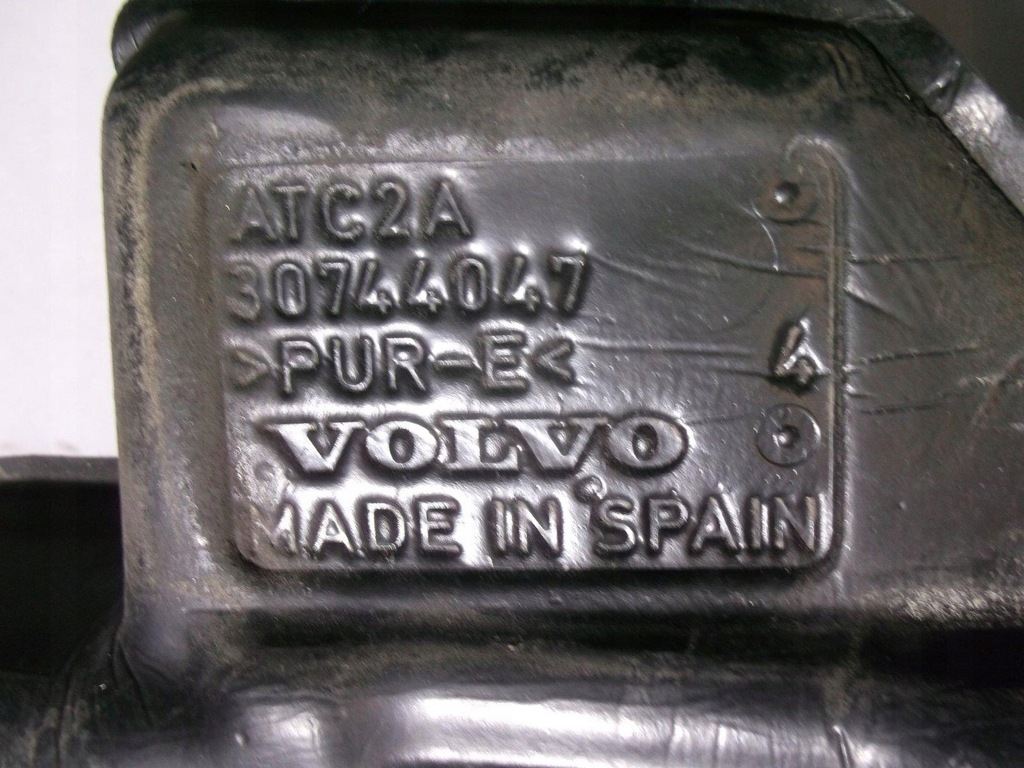 ATC2A
30744047
>PUR-E<
4
VOLVO
MADE IN SPAIN